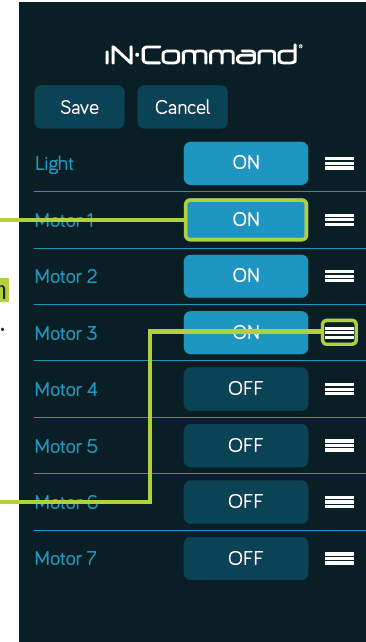 iN·Command®
Save Cancel
Light ON
Motor 1 ON
Motor 2 ON
n
.
Motor 3 ON
Motor 4 OFF
Motor 5 OFF
Motor 6 OFF
Motor 7 OFF